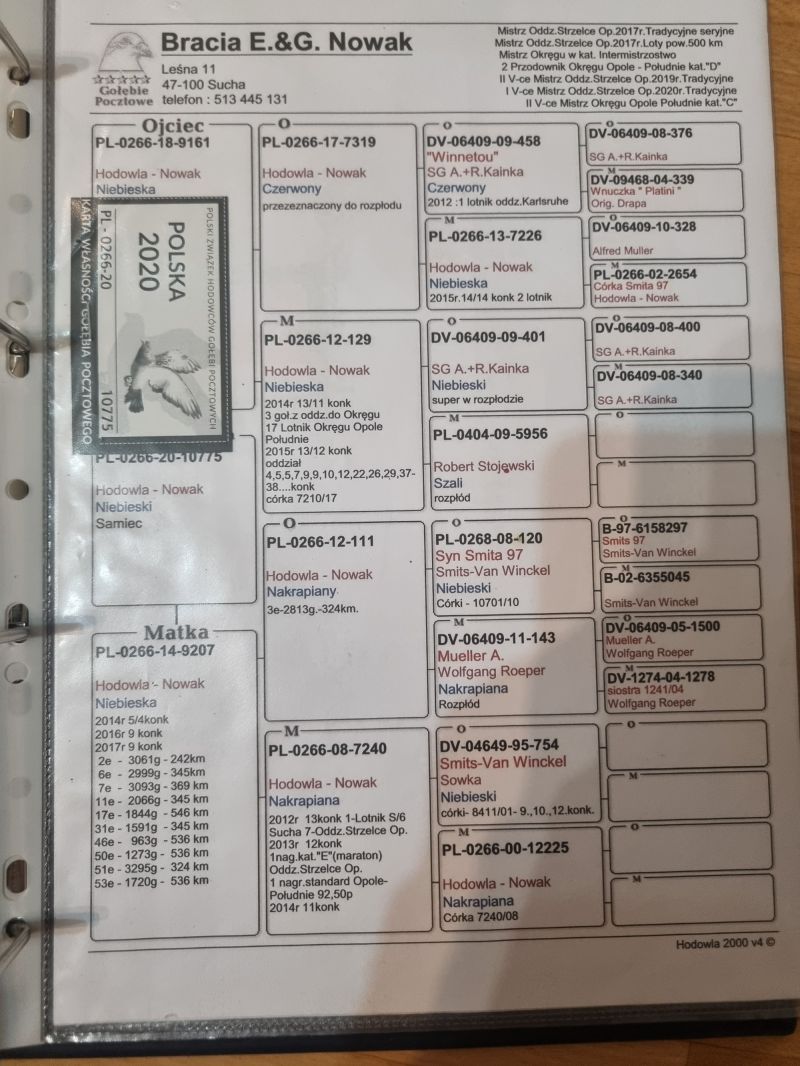 Bracia E.&G. Nowak
Leśna 11
47-100 Sucha
telefon : 513 445 131
Gołębie
Pocztowe
Mistrz Oddz.Strzelce Op.2017r.Tradycyjne seryjne
Mistrz Oddz.Strzelce Op.2017r.Loty pow.500 km
Mistrz Okręgu w kat. Intermistrzostwo
2 Przodownik Okręgu Opole - Południe kat."D"
II V-ce Mistrz Oddz.Strzelce Op.2019r.Tradycyjne
I V-ce Mistrz Oddz.Strzelce Op.2020r.Tradycyjne
II V-ce Mistrz Okręgu Opole Południe kat."C"
Ojciec
PL-0266-18-9161
Hodowla - Nowak
Niebieska
POLSKI ZWIĄZEK HODOWCÓW GOŁĘBI POCZTOWYCH
POLSKA
2020
PL - 0266-20
10775
KARTA WŁASNOŚCI GOŁĘBIA POCZTOWEGO
PL-0266-20-10775
Hodowla - Nowak
Niebieski
Samiec
Matka
PL-0266-14-9207
Hodowla - Nowak
Niebieska
2014r 5/4konk
2016r 9 konk
2017r 9 konk
2e - 3061g - 242km
6e - 2999g - 345km
7e - 3093g - 369 km
11e - 2066g - 345 km
17e - 1844g - 546 km
31e - 1591g - 345 km
46e - 963g - 536 km
50e - 1273g - 536 km
51e - 3295g - 324 km
53e - 1720g - 536 km
O
PL-0266-17-7319
Hodowla - Nowak
Czerwony
przezeznaczony do rozpłodu
M
PL-0266-12-129
Hodowla - Nowak
Niebieska
2014r 13/11 konk
3 goł.z oddz.do Okręgu
17 Lotnik Okręgu Opole
Południe
2015r 13/12 konk
oddział
4,5,5,7,9,9,10,12,22,26,29,37-
38....konk
córka 7210/17
O
PL-0266-12-111
Hodowla - Nowak
Nakrapiany
3e-2813g.-324km.
M
PL-0266-08-7240
Hodowla - Nowak
Nakrapiana
2012r 13konk 1-Lotnik S/6
Sucha 7-Oddz.Strzelce Op.
2013r 12konk
1nag.kat."E"(maraton)
Oddz.Strzelce Op.
1 nagr.standard Opole-
Południe 92,50p
2014r 11konk
O
DV-06409-09-458
"Winnetou"
SG A.+R.Kainka
Czerwony
2012 :1 lotnik oddz.Karlsruhe
M
PL-0266-13-7226
Hodowla - Nowak
Niebieska
2015r.14/14 konk 2 lotnik
O
DV-06409-09-401
SG A.+R.Kainka
Niebieski
super w rozpłodzie
M
PL-0404-09-5956
Robert Stojewski
Szali
rozpłód
O
PL-0268-08-120
Syn Smita 97
Smits-Van Winckel
Niebieski
Córki - 10701/10
M
DV-06409-11-143
Mueller A.
Wolfgang Roeper
Nakrapiana
Rozpłód
O
DV-04649-95-754
Smits-Van Winckel
Sowka
Niebieski
córki- 8411/01- 9.,10.,12.konk.
M
PL-0266-00-12225
Hodowla - Nowak
Nakrapiana
Córka 7240/08
O
DV-06409-08-376
SG A.+R.Kainka
M
DV-09468-04-339
Wnuczka " Platini "
Orig. Drapa
O
DV-06409-10-328
Alfred Muller
M
PL-0266-02-2654
Córka Smita 97
Hodowla - Nowak
O
DV-06409-08-400
SG A.+R.Kainka
M
DV-06409-08-340
SG A.+R.Kainka
O
M
O
B-97-6158297
Smits 97
Smits-Van Winckel
M
B-02-6355045
Smits-Van Winckel
O
DV-06409-05-1500
Mueller A.
Wolfgang Roeper
M
DV-1274-04-1278
siostra 1241/04
Wolfgang Roeper
O
M
O
M
Hodowla 2000 v4 ©